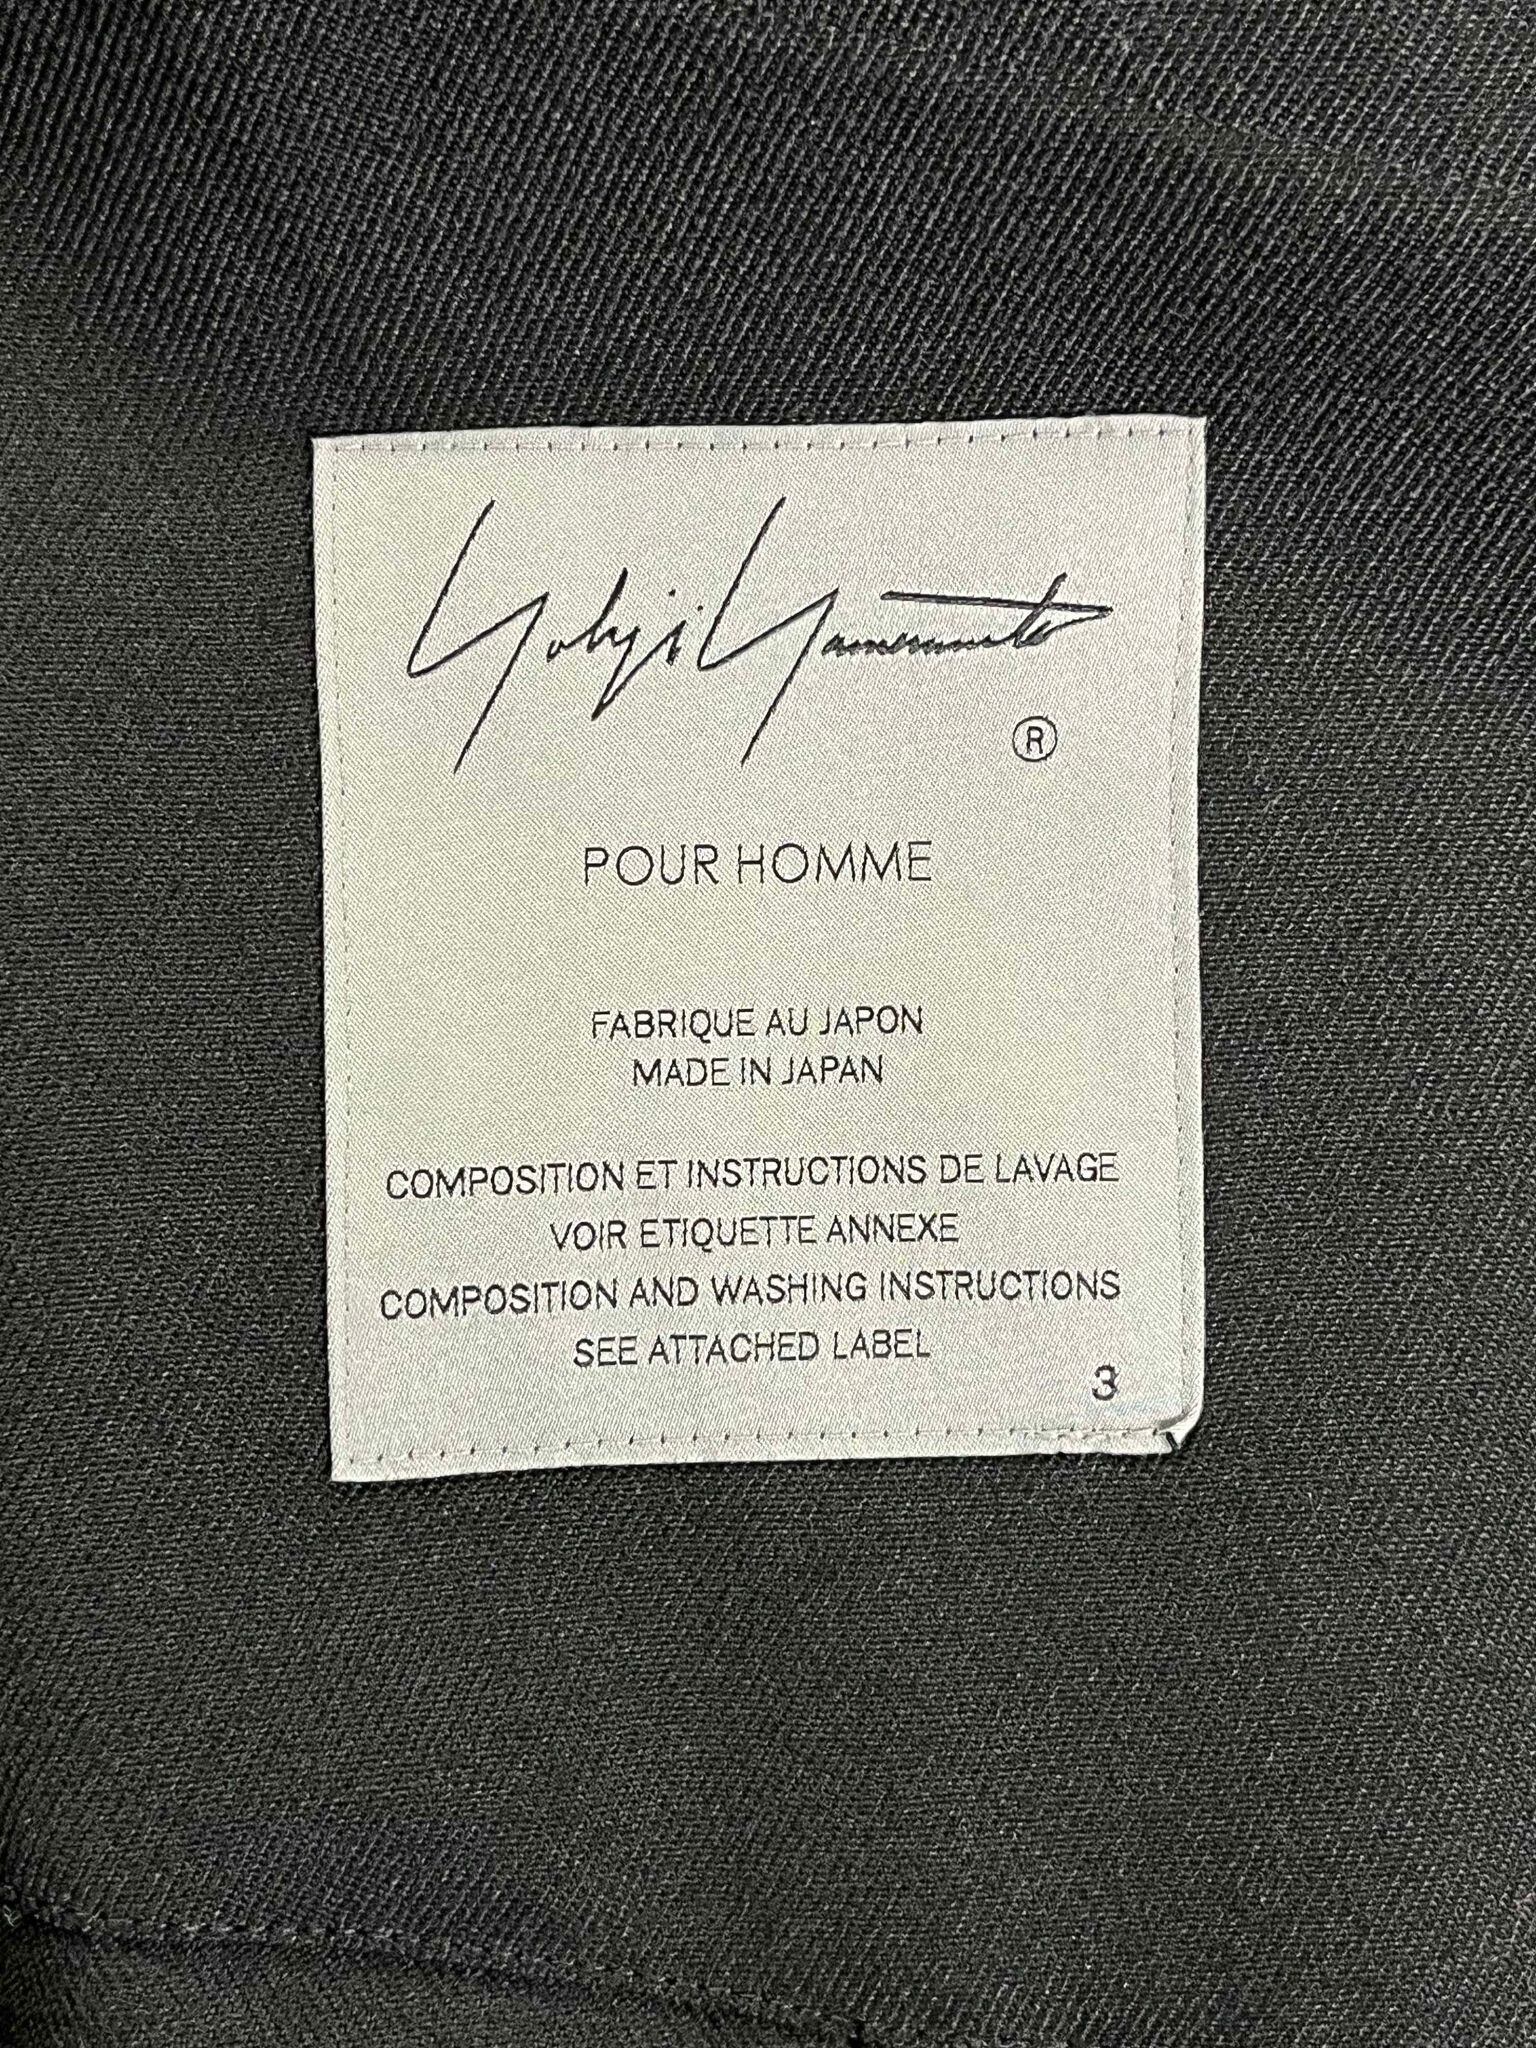 Yohji Yamamoto
®
POUR HOMME
FABRIQUE AU JAPON
MADE IN JAPAN
COMPOSITION ET INSTRUCTIONS DE LAVAGE
VOIR ETIQUETTE ANNEXE
COMPOSITION AND WASHING INSTRUCTIONS
SEE ATTACHED LABEL
3